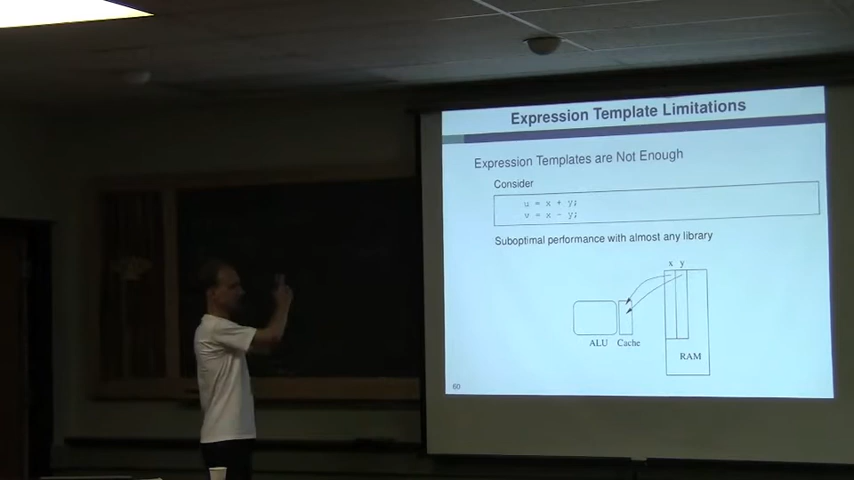 Expression Template Limitations
Expression Templates are Not Enough
Consider
u = x + y;
v = x - y;
Suboptimal performance with almost any library
x y
ALU Cache
RAM
60